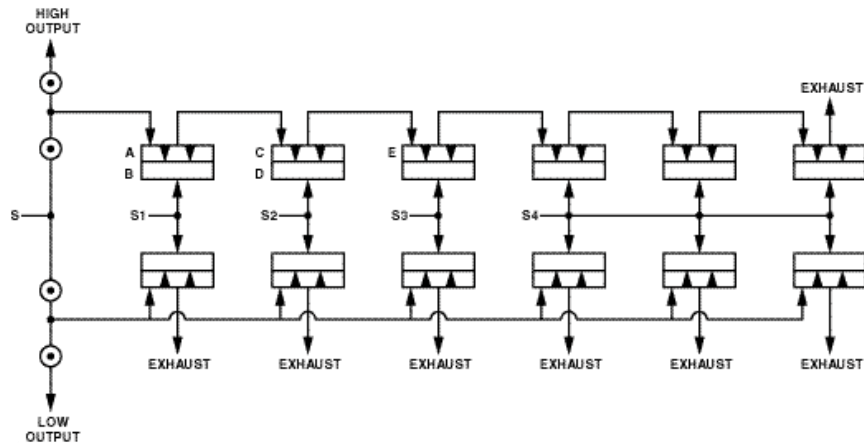 HIGH
OUTPUT
EXHAUST
A
B
C
D
E
S
S1
S2
S3
S4
EXHAUST
EXHAUST
EXHAUST
EXHAUST
EXHAUST
EXHAUST
LOW
OUTPUT